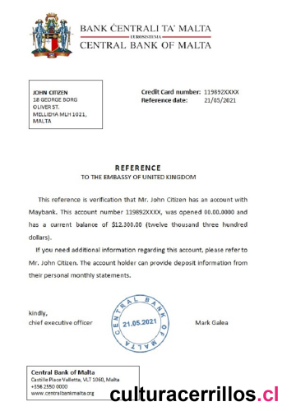 BANK ĊENTRALI TA' MALTA
EUROSISTEMA
CENTRAL BANK OF MALTA
JOHN CITIZEN
18 GEORGE BORG
OLIVER ST.
MELLIEĦA MLH 1021,
MALTA
Credit Card number: 119892XXXX
Reference date: 21/05/2021
REFERENCE
TO THE EMBASSY OF UNITED KINGDOM
This reference is verification that Mr. John Citizen has an account with
Maybank. This account number 119892XXX, was opened 00.00.0000 and
has a current balance of $12.300.00 (twelve thousand three hundred
dollars).
If you need additional information regarding this account, please refer to
Mr. John Citizen. The account holder can provide deposit information from
their personal monthly statements.
kindly,
chief executive officer
CENTRAL BANK OF MALTA
21.05.2021
Mark Galea
Central Bank of Malta
Castille Place Valletta, VLT 1060, Malta
+356 2550 0000
www.centralbankmalta.org
culturacerrillos.cl